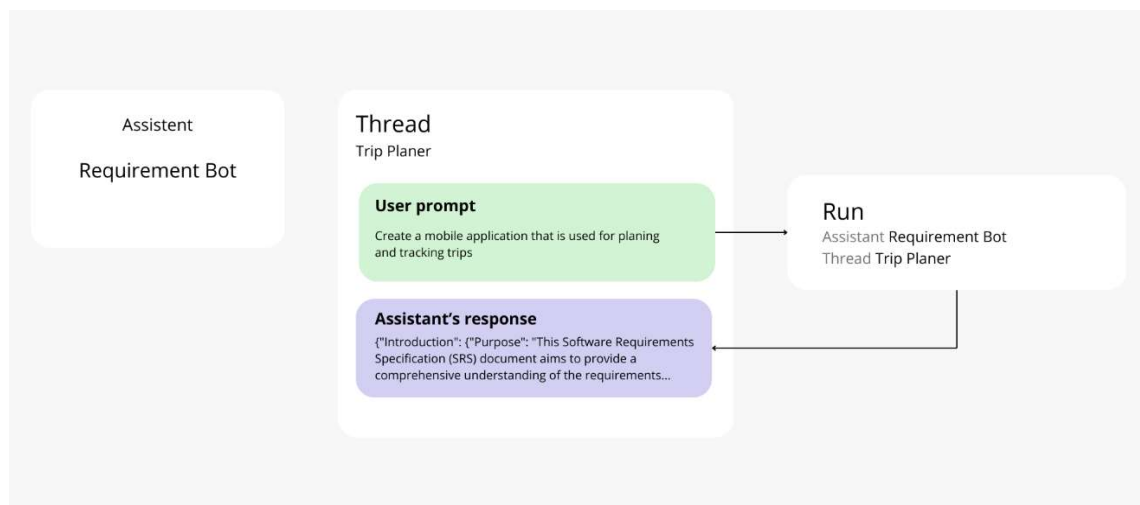 Assistent
Requirement Bot
Thread
Trip Planer
User prompt
Create a mobile application that is used for planing
and tracking trips
Assistant’s response
{"Introduction": {"Purpose": "This Software Requirements
Specification (SRS) document aims to provide a
comprehensive understanding of the requirements...
Run
Assistant Requirement Bot
Thread Trip Planer